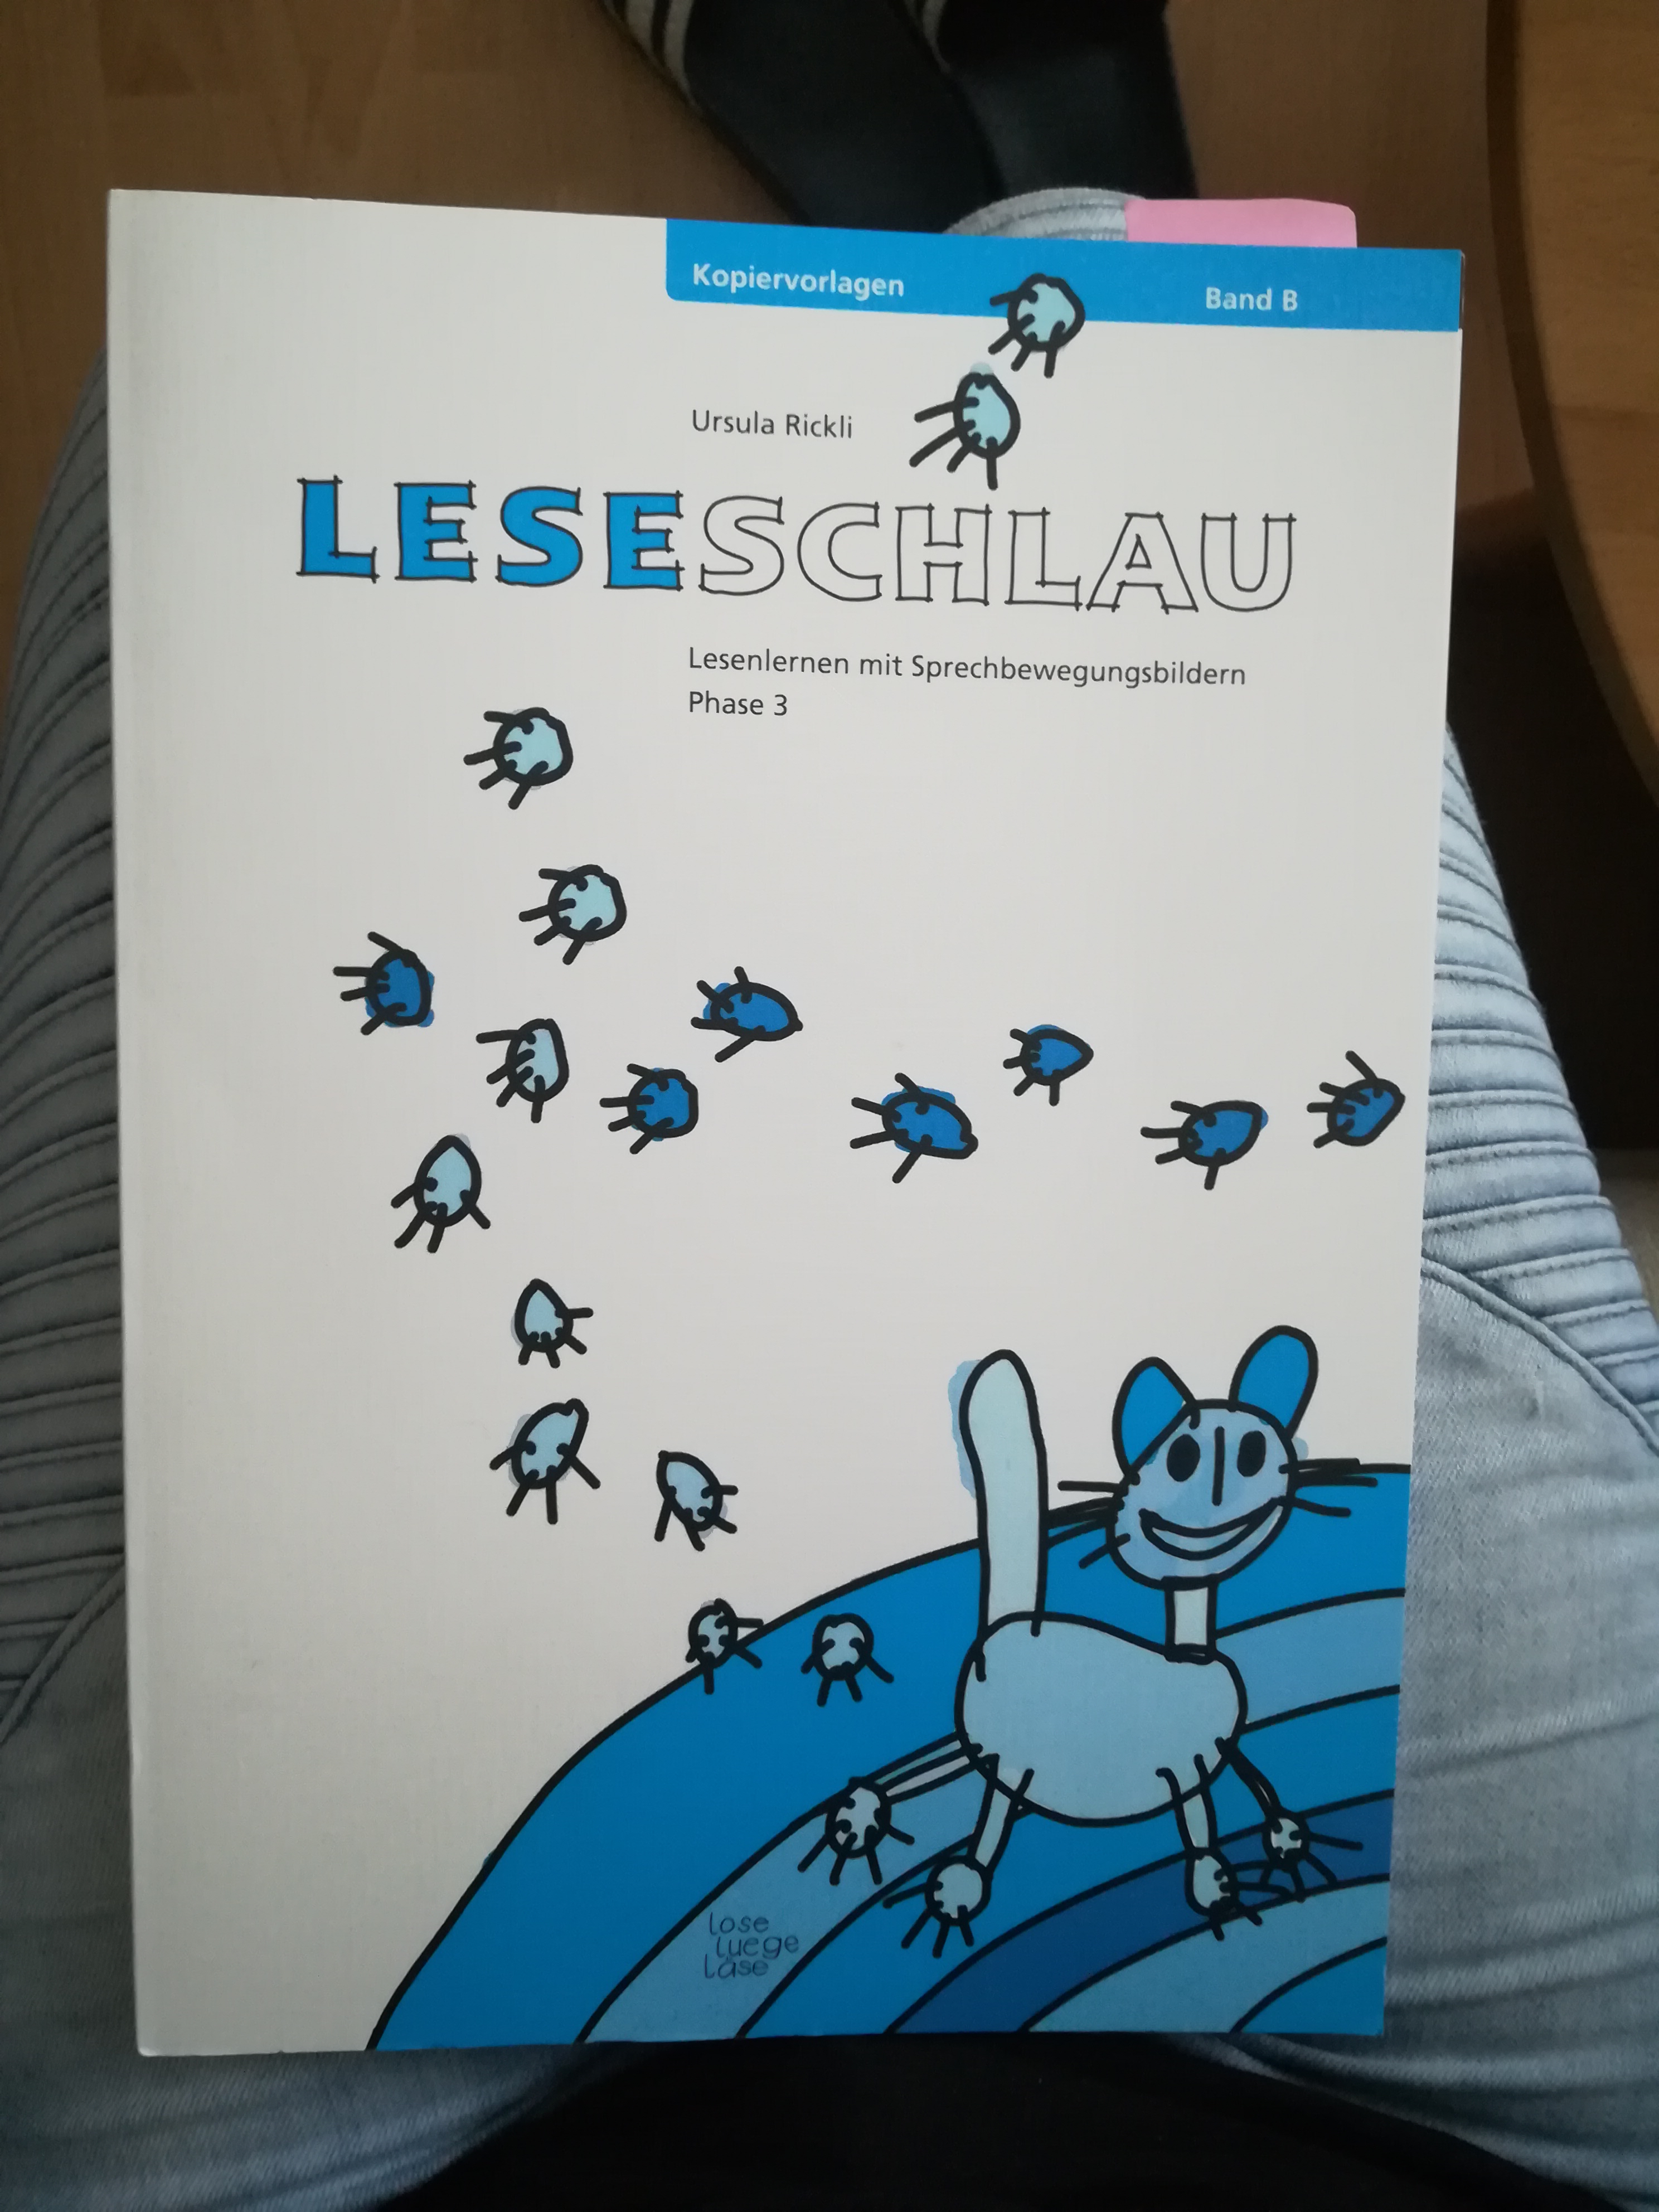 Kopiervorlagen
Band B
Ursula Rickli
LESESCHLAU
Lesenlernen mit Sprechbewegungsbildern
Phase 3
lose
luege
läse